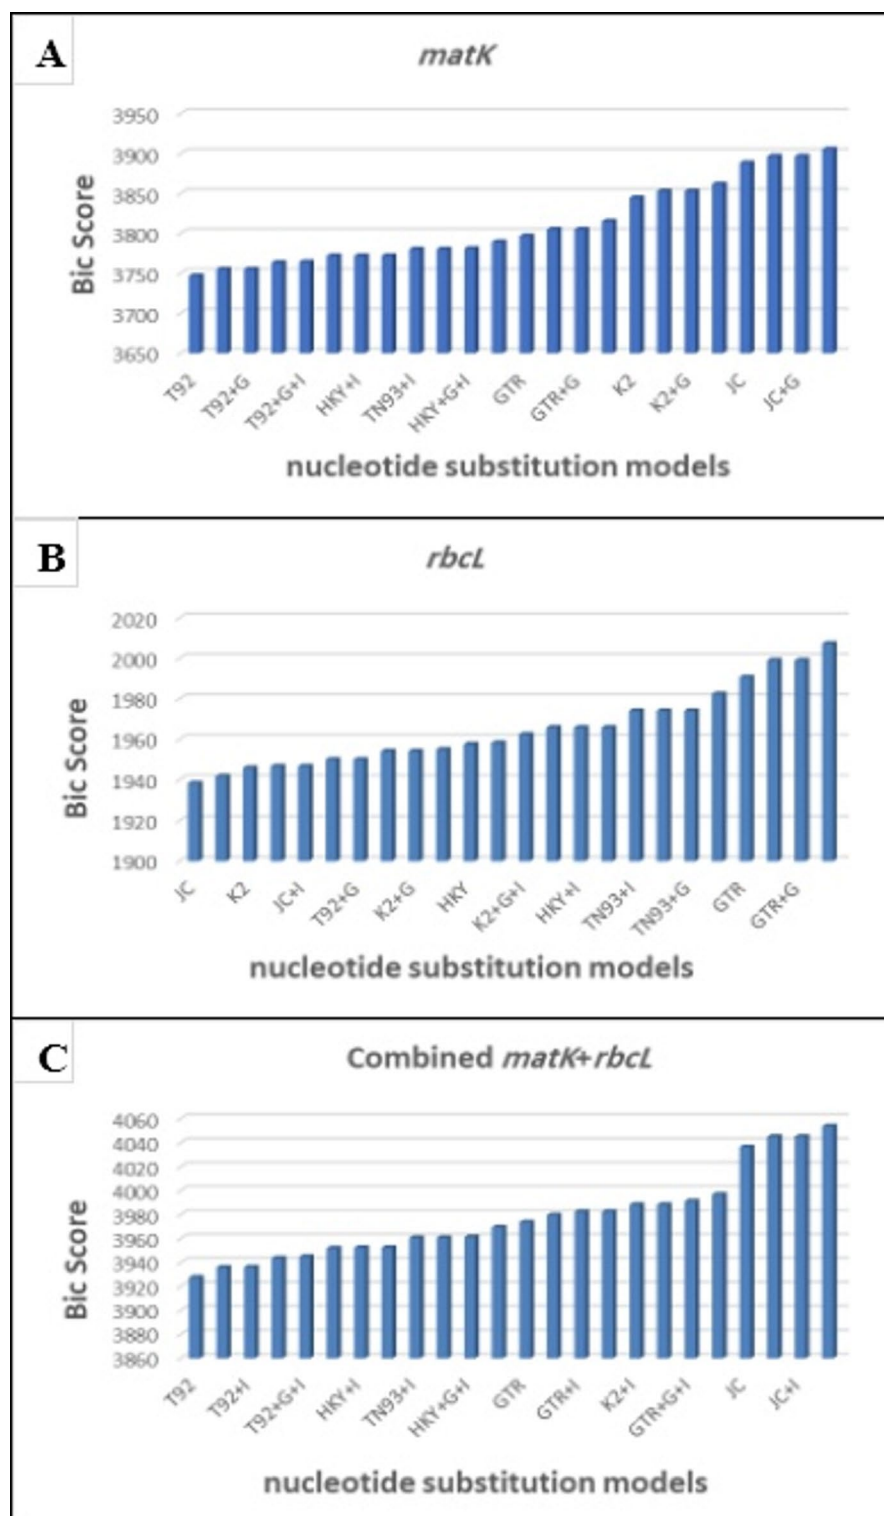 A
matK
3950
3900
3850
3800
3750
3700
3650
Bic Score
T92
T92+G
T92+G+I
HKY+I
TN93+I
HKY+G+I
GTR
GTR+G
K2
K2+G
JC
JC+G
nucleotide substitution models
B
rbcL
2020
2000
1980
1960
1940
1920
1900
Bic Score
JC
K2
JC+I
T92+G
K2+G
HKY
K2+G+I
HKY+I
TN93+I
TN93+G
GTR
GTR+G
nucleotide substitution models
C
Combined matK+rbcL
4060
4040
4020
4000
3980
3960
3940
3920
3900
3880
3860
Bic Score
T92
T92+I
T92+G+I
HKY+I
TN93+I
HKY+G+I
GTR
GTR+I
K2+I
GTR+G+I
JC
JC+I
nucleotide substitution models